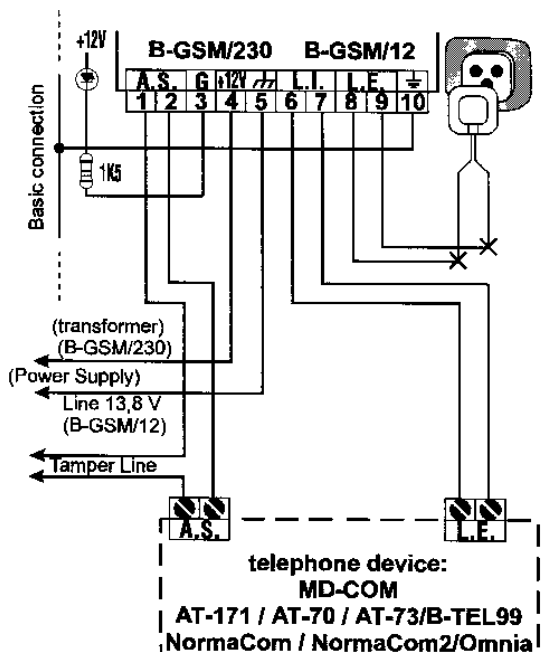 +12V
B-GSM/230 B-GSM/12
A.S. G +12V L.I. L.E.
1 2 3 4 5 6 7 8 9 10
Basic connection
1K5
(transformer)
(B-GSM/230)
(Power Supply)
Line 13,8 V
(B-GSM/12)
Tamper Line
A.S. L.E.
telephone device:
MD-COM
AT-171 / AT-70 / AT-73/B-TEL99
NormaCom / NormaCom2/Omnia